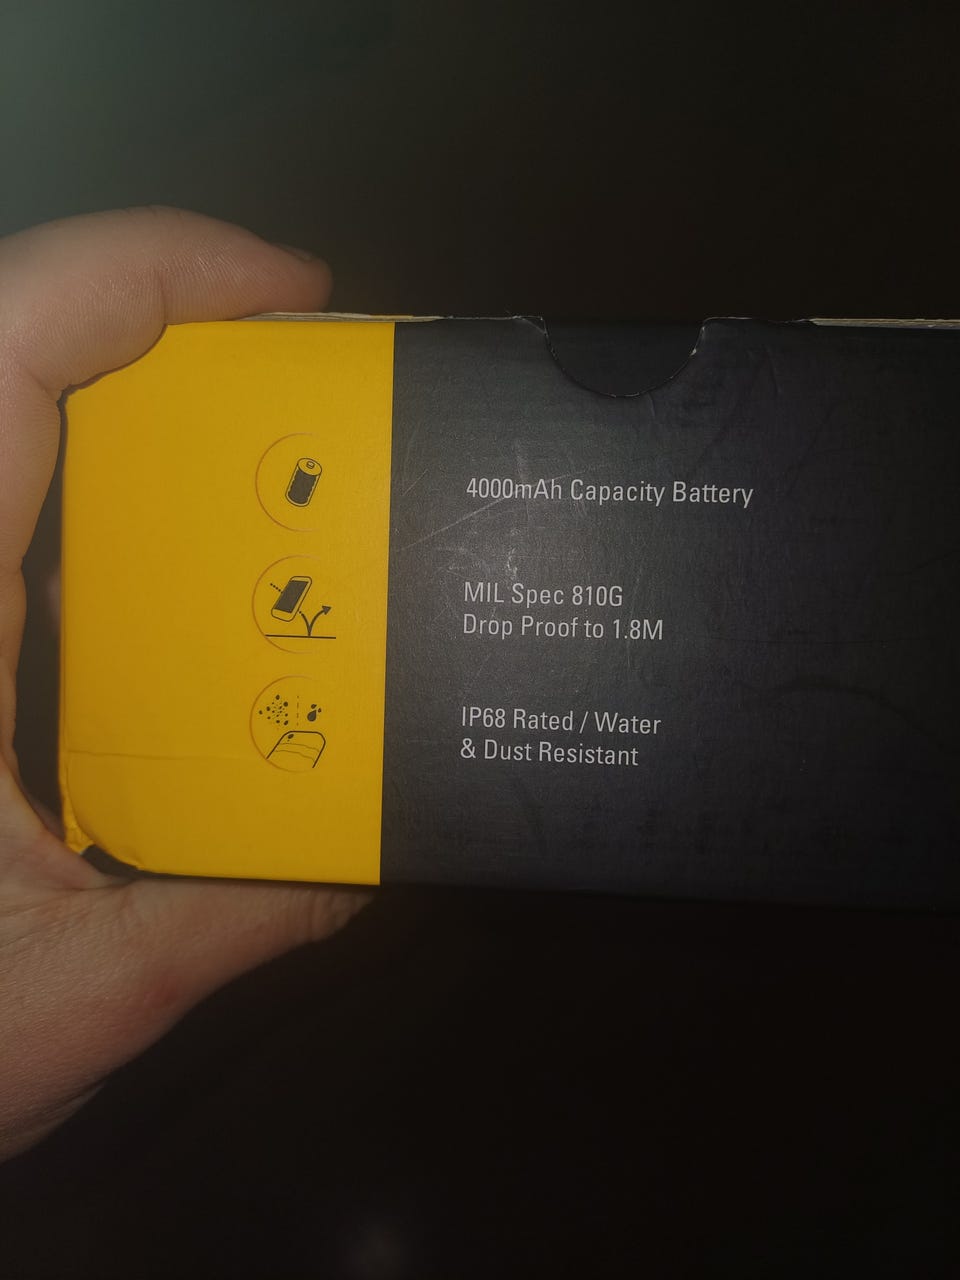 4000mAh Capacity Battery
MIL Spec 810G
Drop Proof to 1.8M
IP68 Rated / Water
& Dust Resistant